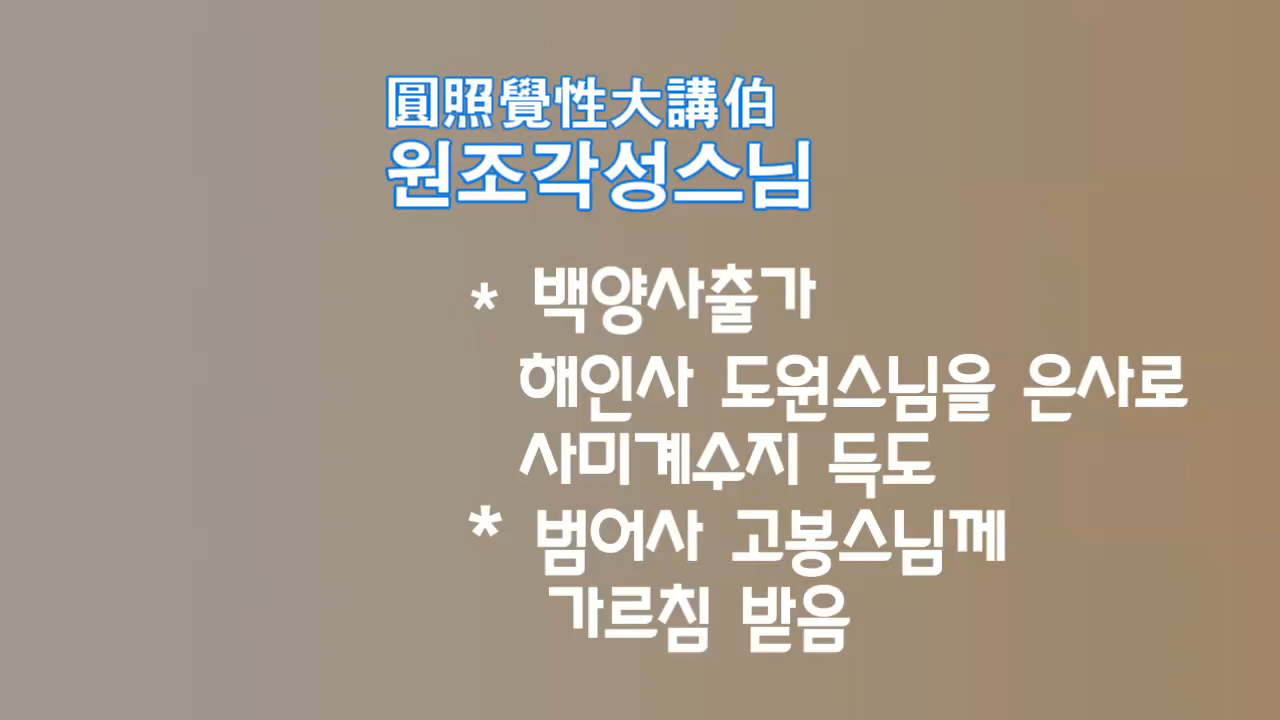 圓照覺性大講伯
원조각성스님
* 백양사출가
해인사 도원스님을 은사로
사미계수지 득도
* 범어사 고봉스님께
가르침 받음